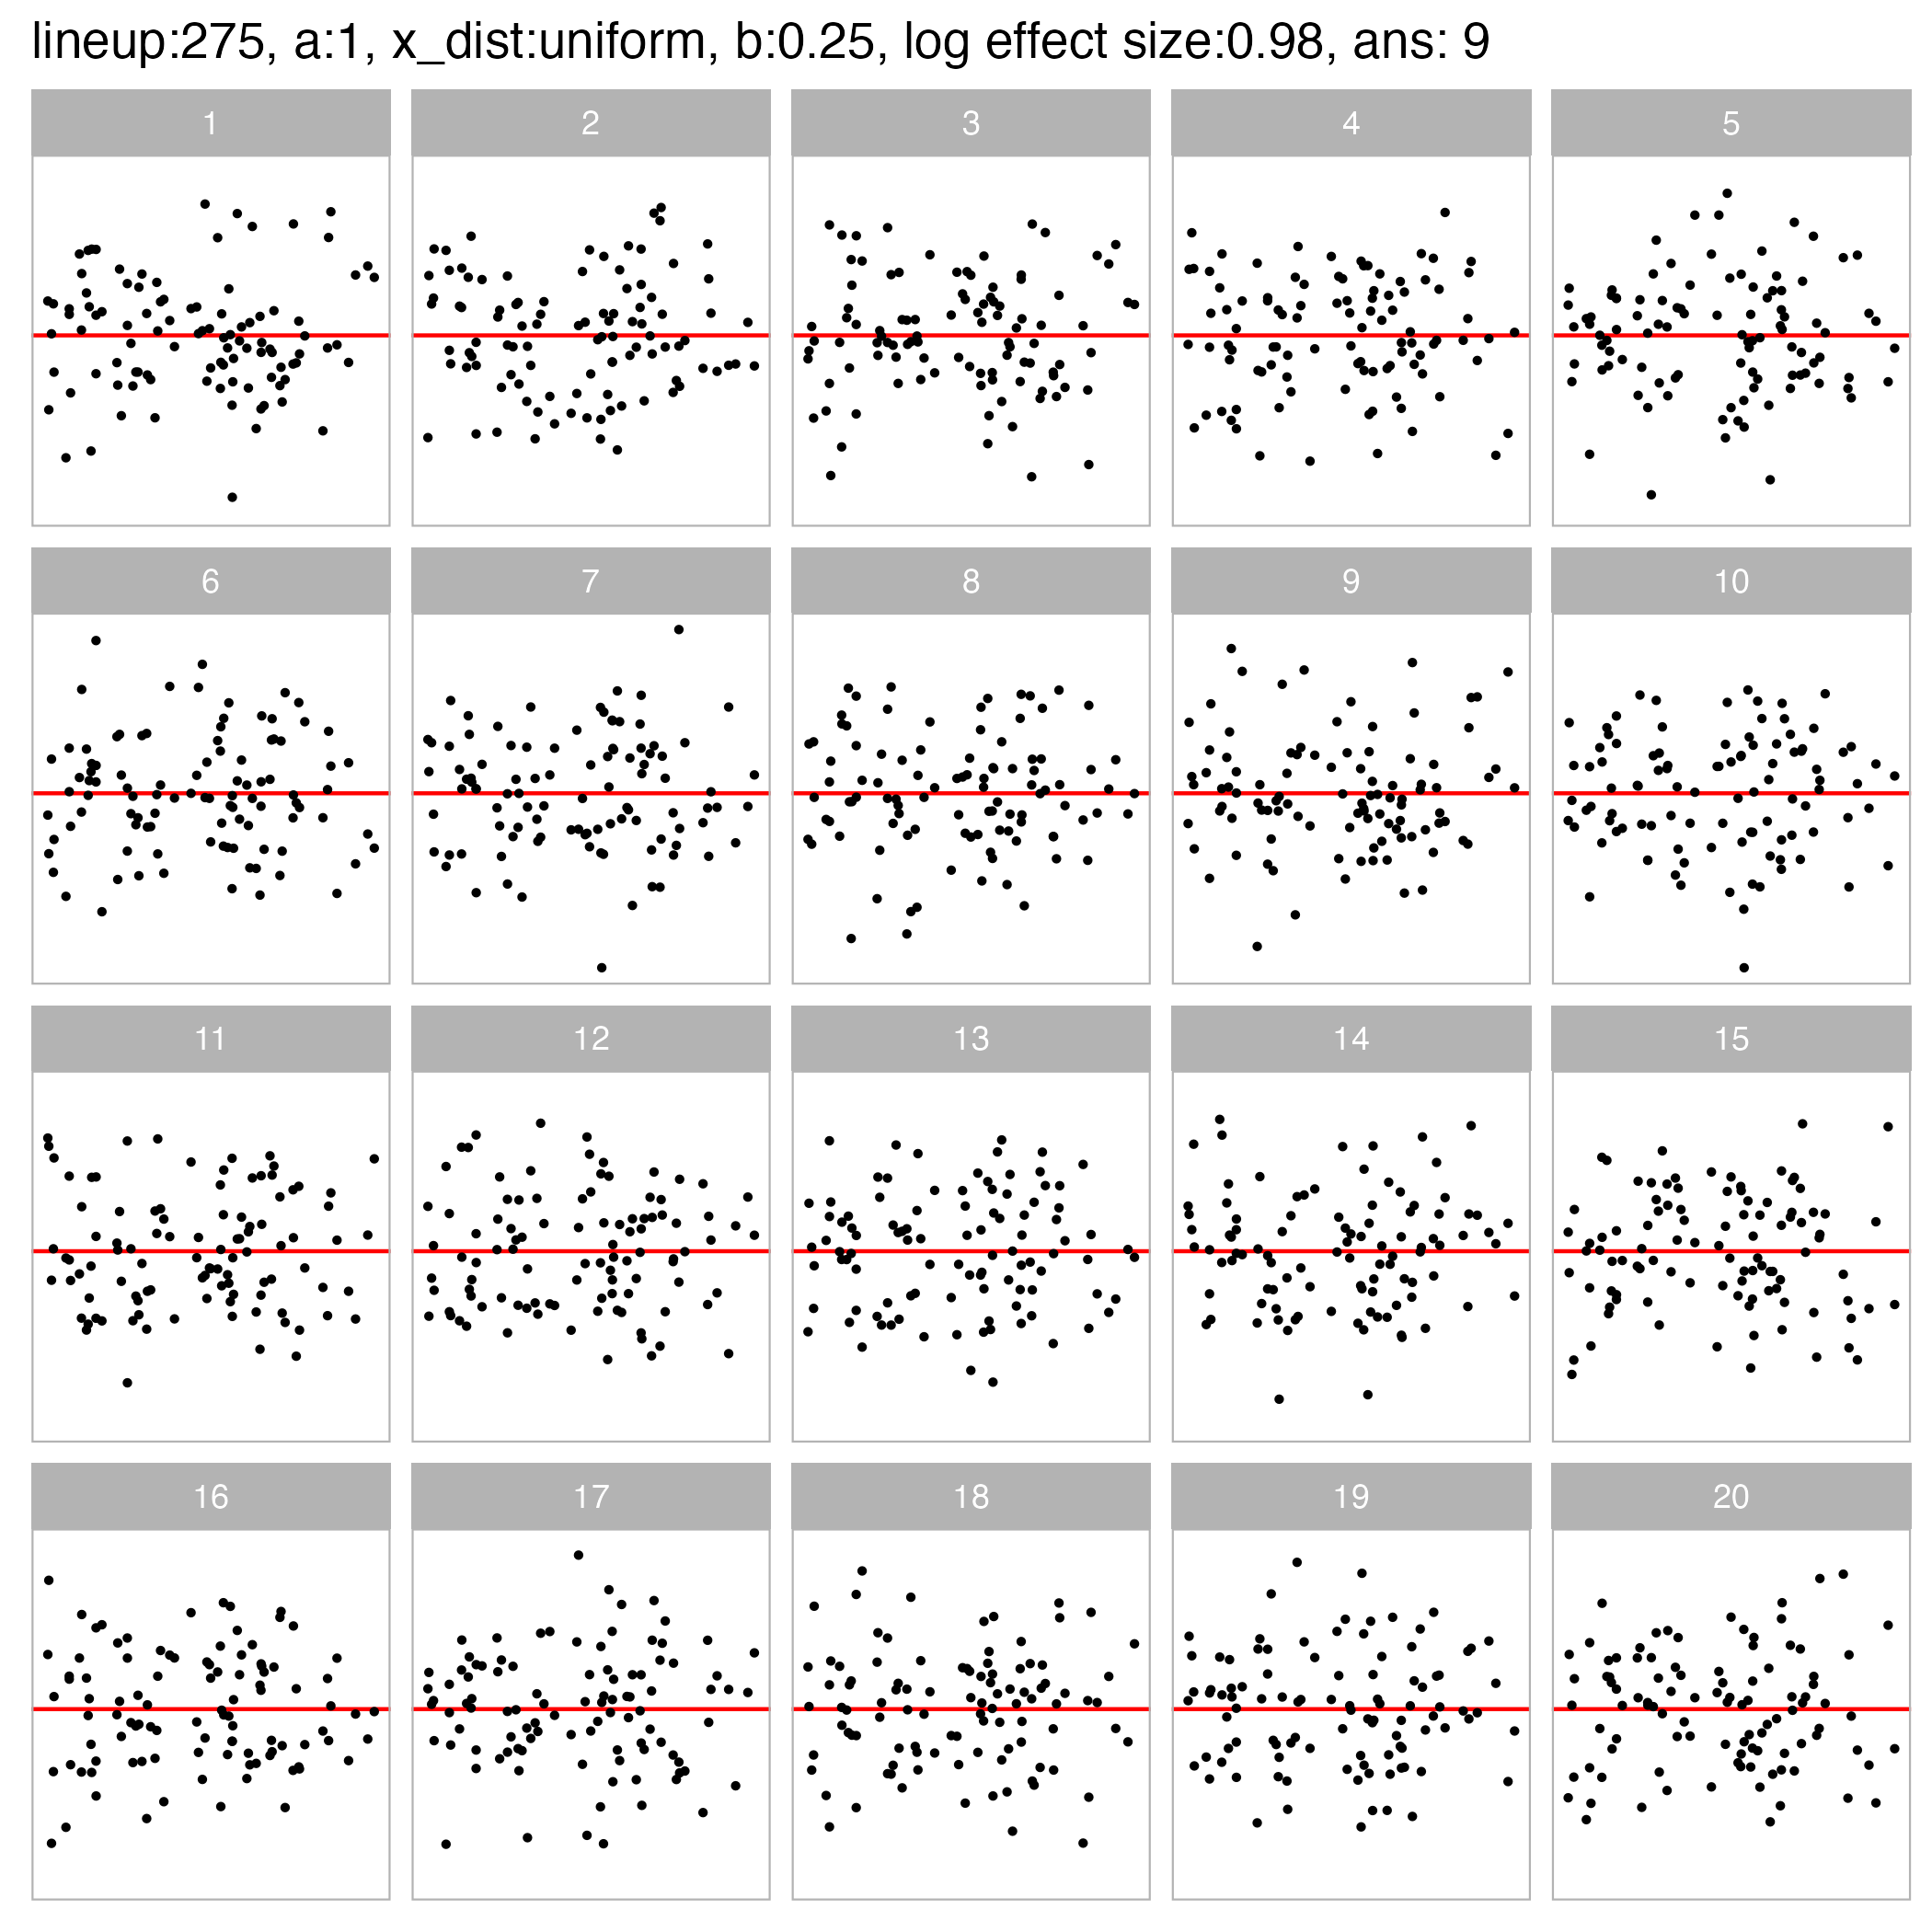 lineup:275, a:1, x_dist:uniform, b:0.25, log effect size:0.98, ans: 9
1 2 3 4 5
6 7 8 9 10
11 12 13 14 15
16 17 18 19 20